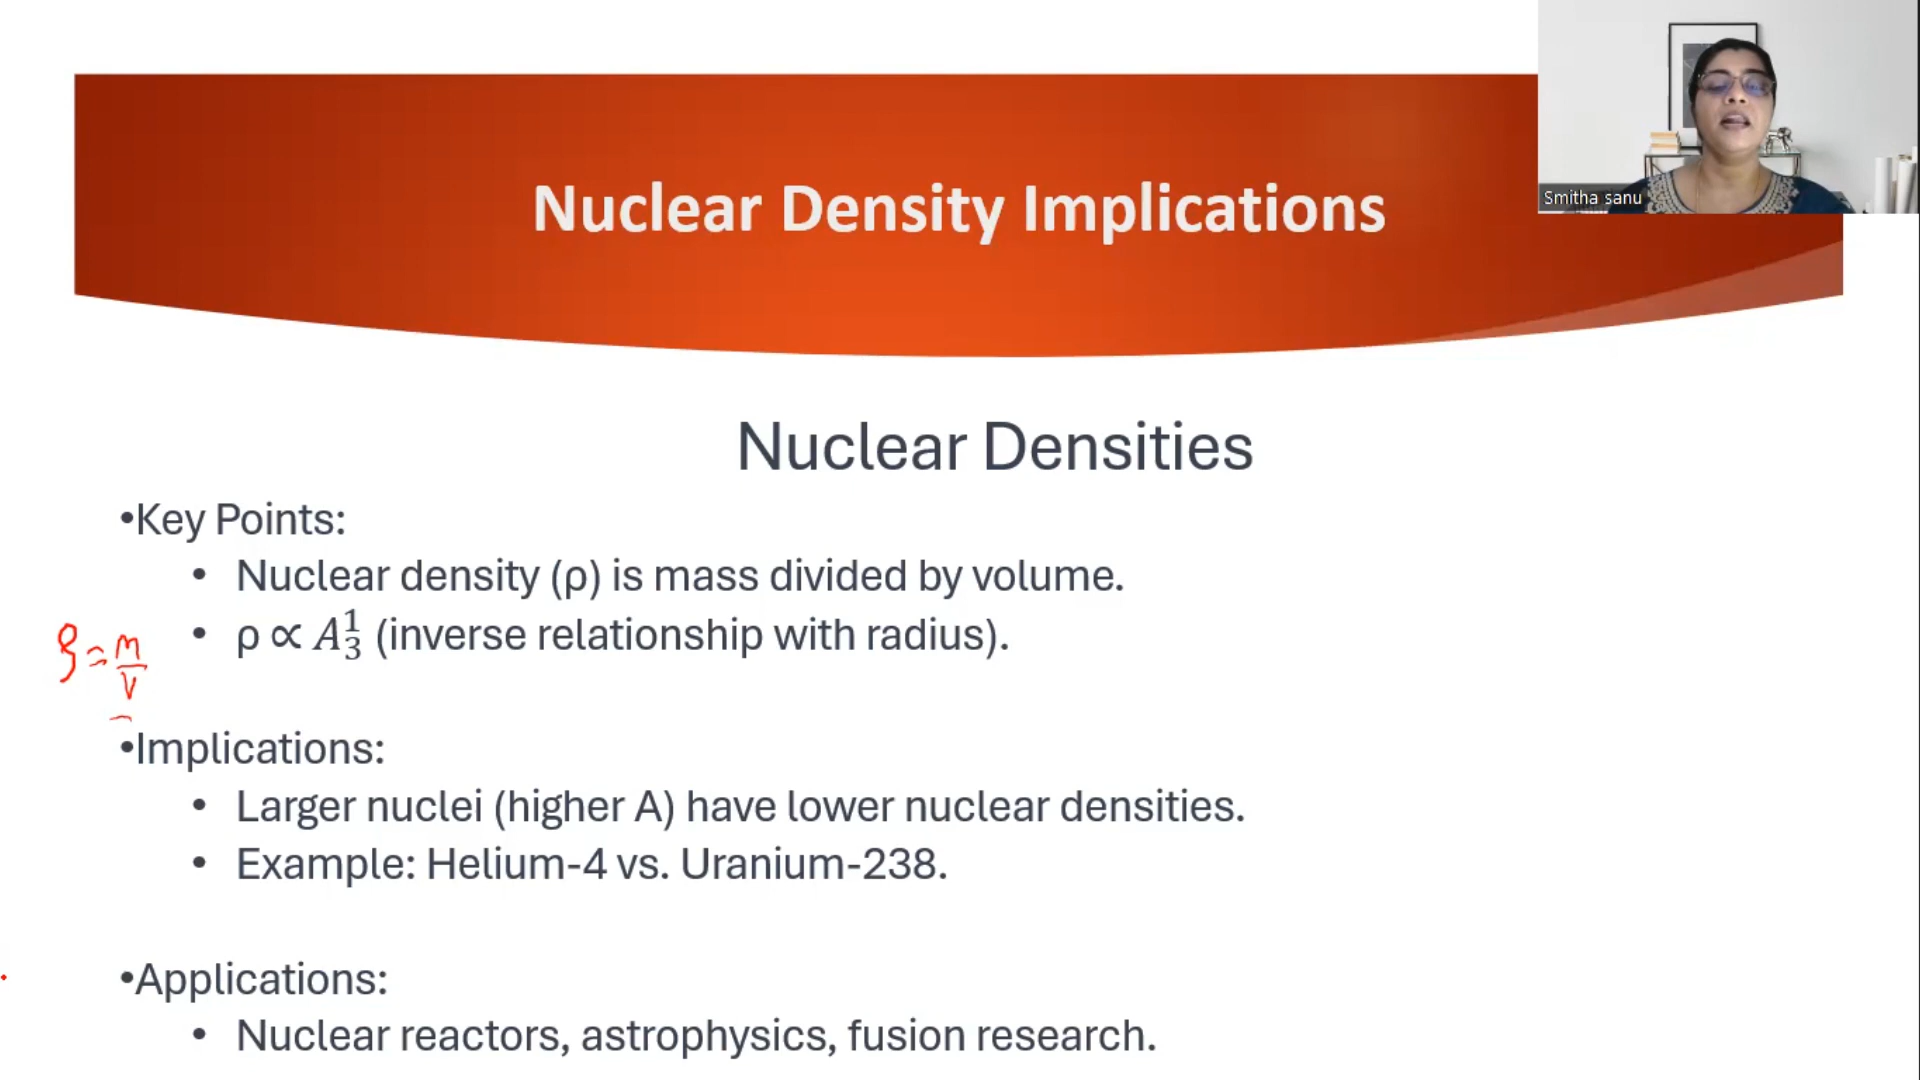 Nuclear Density Implications
Smitha sanu
Nuclear Densities
•Key Points:
• Nuclear density (ρ) is mass divided by volume.
• ρ ∝ A 1/3 (inverse relationship with radius).
ρ = m/v
•Implications:
• Larger nuclei (higher A) have lower nuclear densities.
• Example: Helium-4 vs. Uranium-238.
•Applications:
• Nuclear reactors, astrophysics, fusion research.